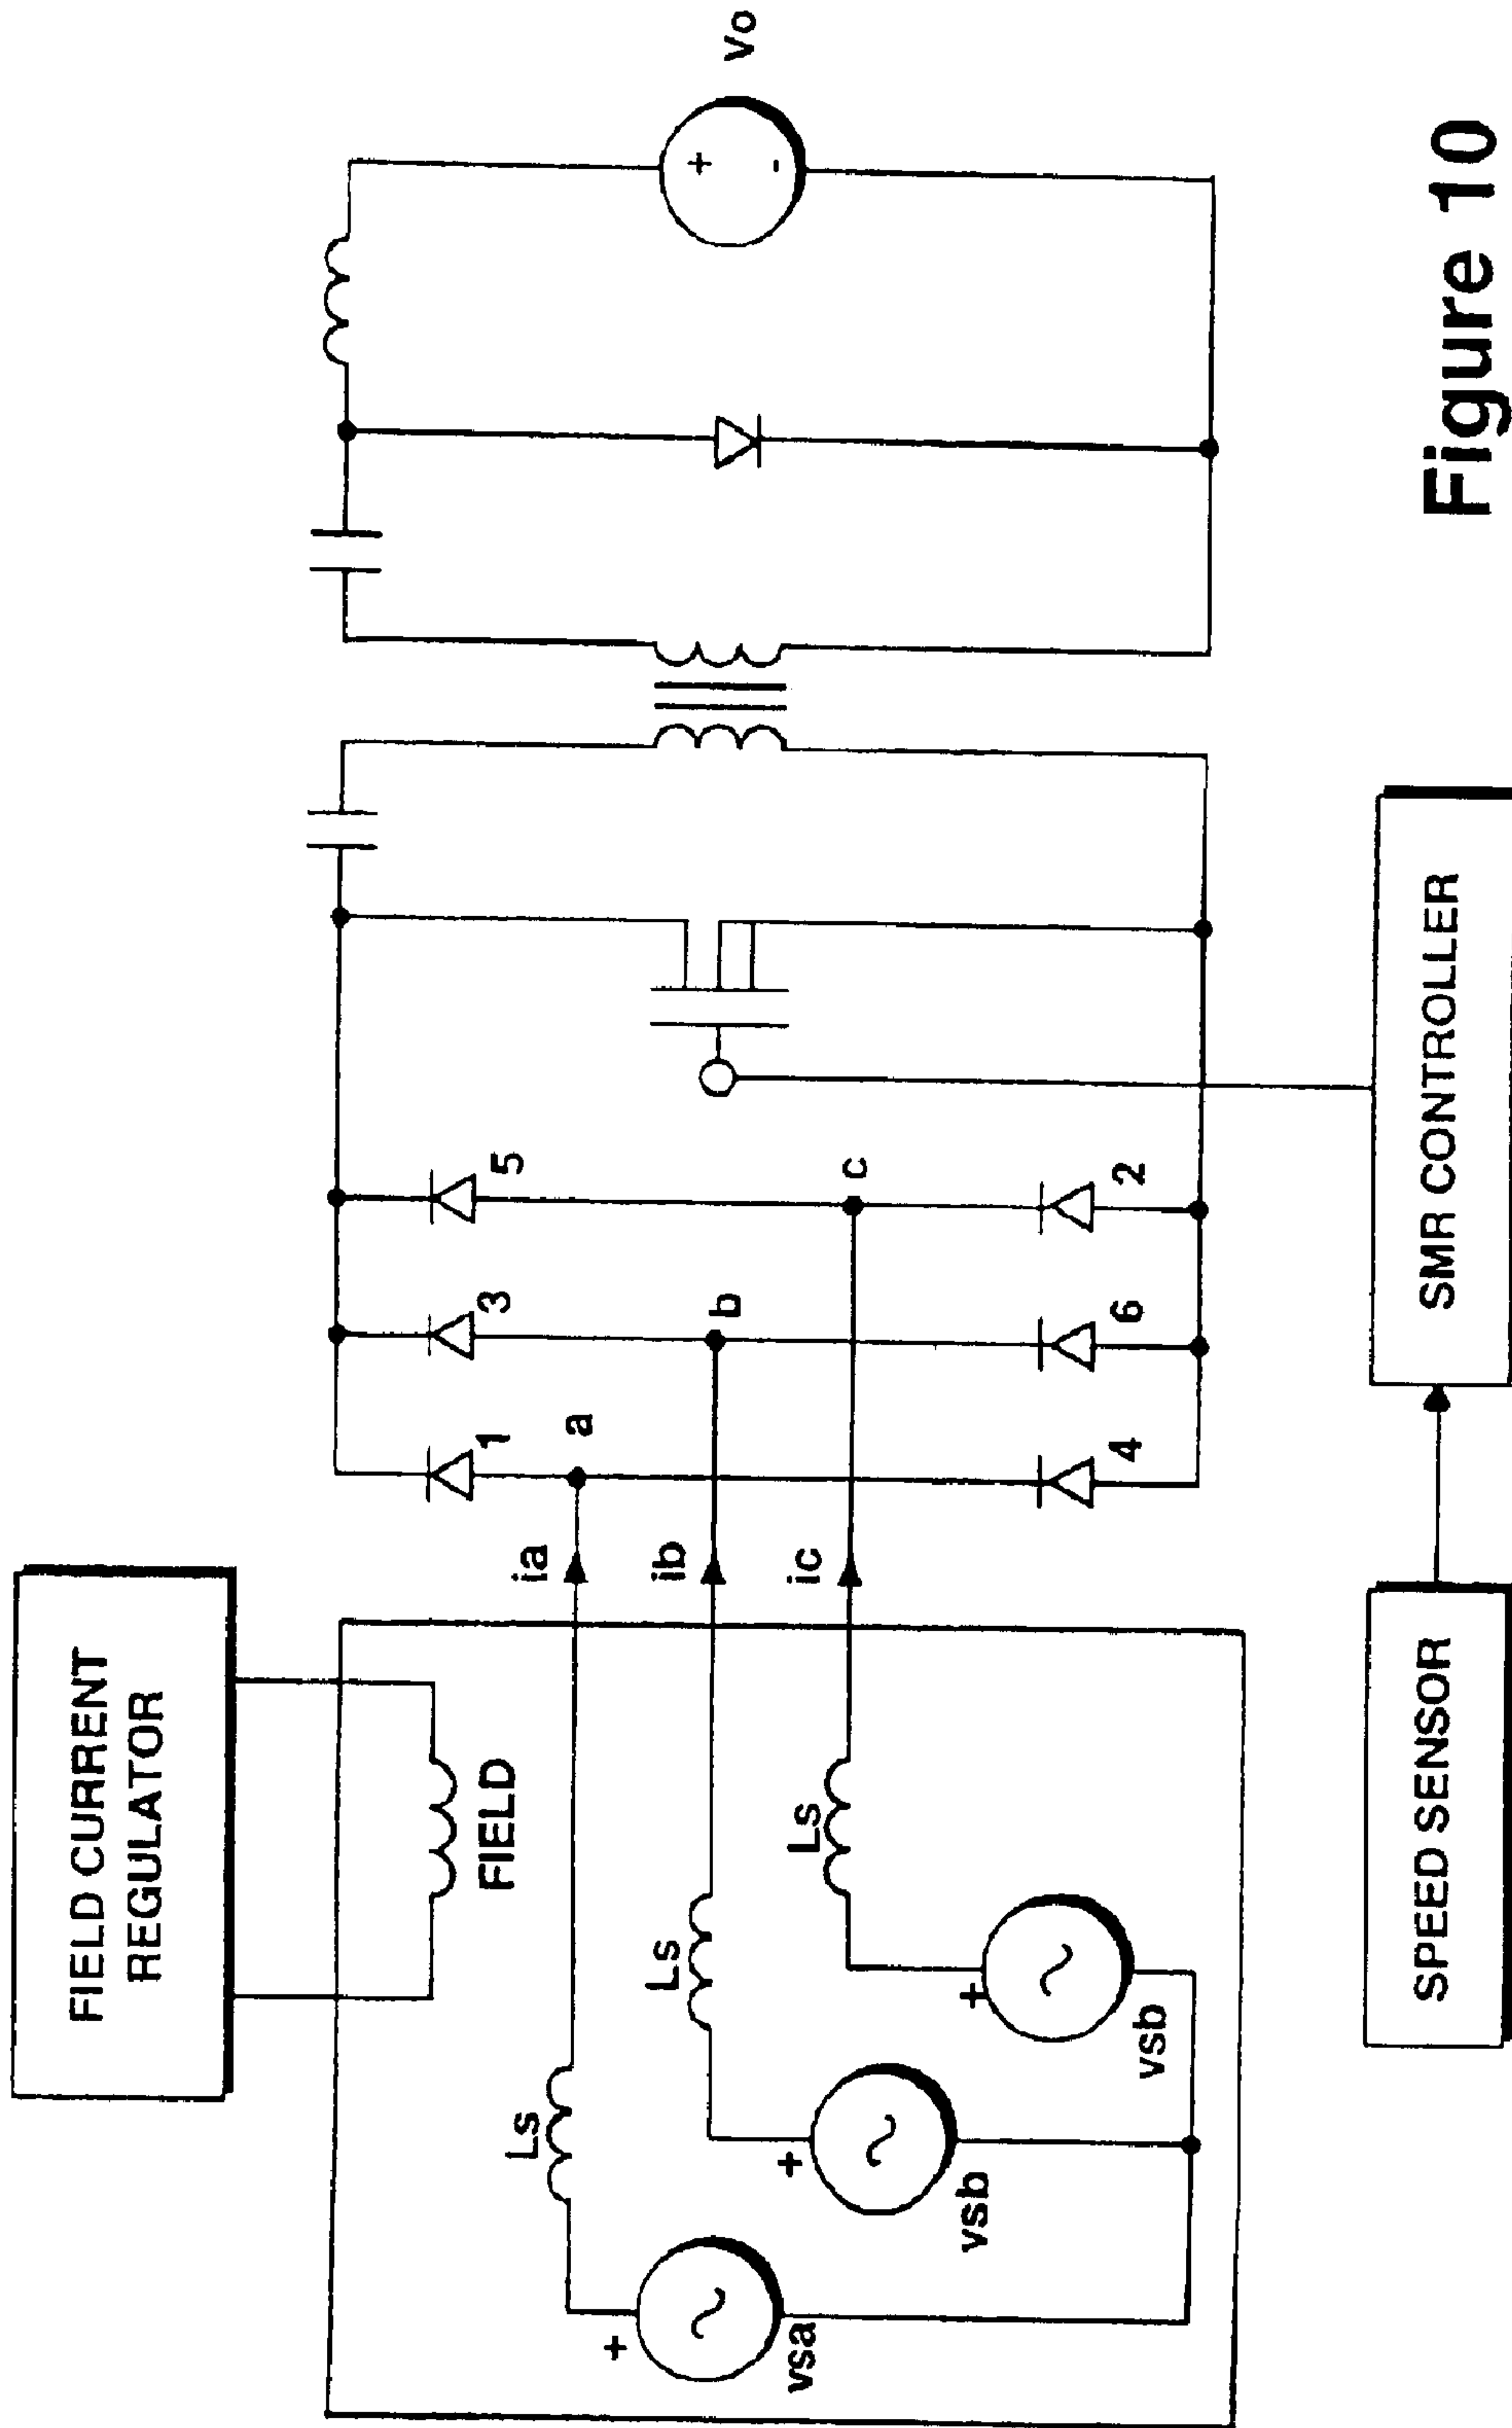 FIELD CURRENT
REGULATOR
FIELD
Ls
Ls
Ls
+
vsa
+
vsb
+
vsb
ia
ib
ic
a
b
c
1
3
5
4
6
2
+
-
Vo
SPEED SENSOR
SMR CONTROLLER
Figure 10